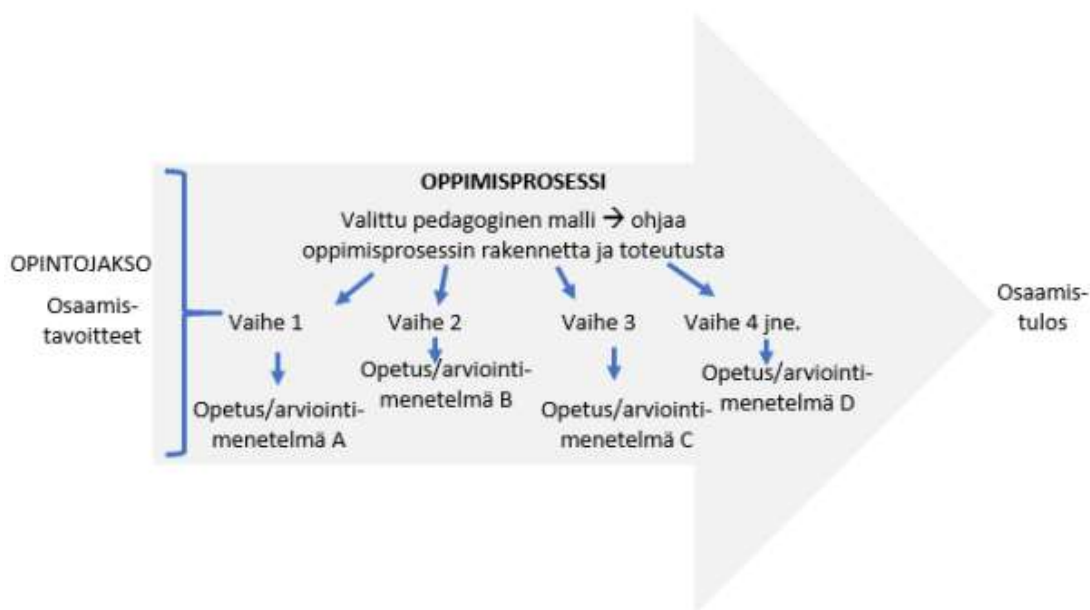 OPPIMISPROSESSI
Valittu pedagoginen malli → ohjaa
oppimisprosessin rakennetta ja toteutusta
OPINTOJAKSO
Osaamis-
tavoitteet
Vaihe 1
Opetus/arviointi-
menetelmä A
Vaihe 2
Opetus/arviointi-
menetelmä B
Vaihe 3
Opetus/arviointi-
menetelmä C
Vaihe 4 jne.
Opetus/arviointi-
menetelmä D
Osaamis-
tulos